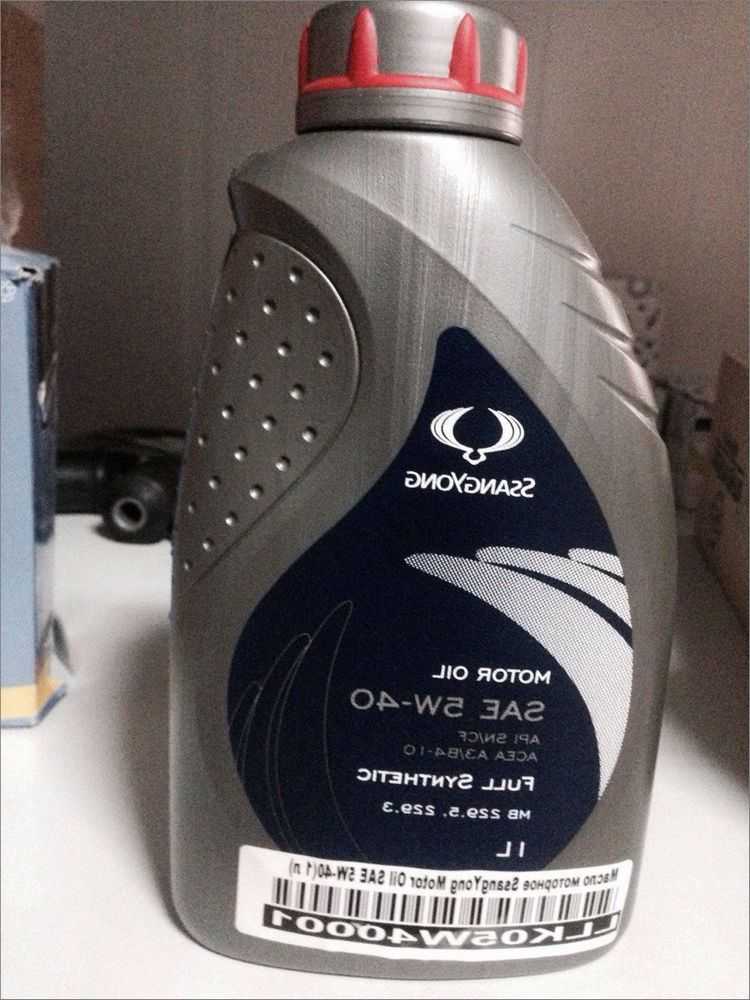 SSANGYONG
MOTOR OIL
SAE 5W-40
API SN/CF
ACEA A3/B4-10
FULL SYNTHETIC
MB 229.5, 229.3
1L
Масло моторное SsangYong Motor Oil SAE 5W-40(1 л)
LLK05W40001